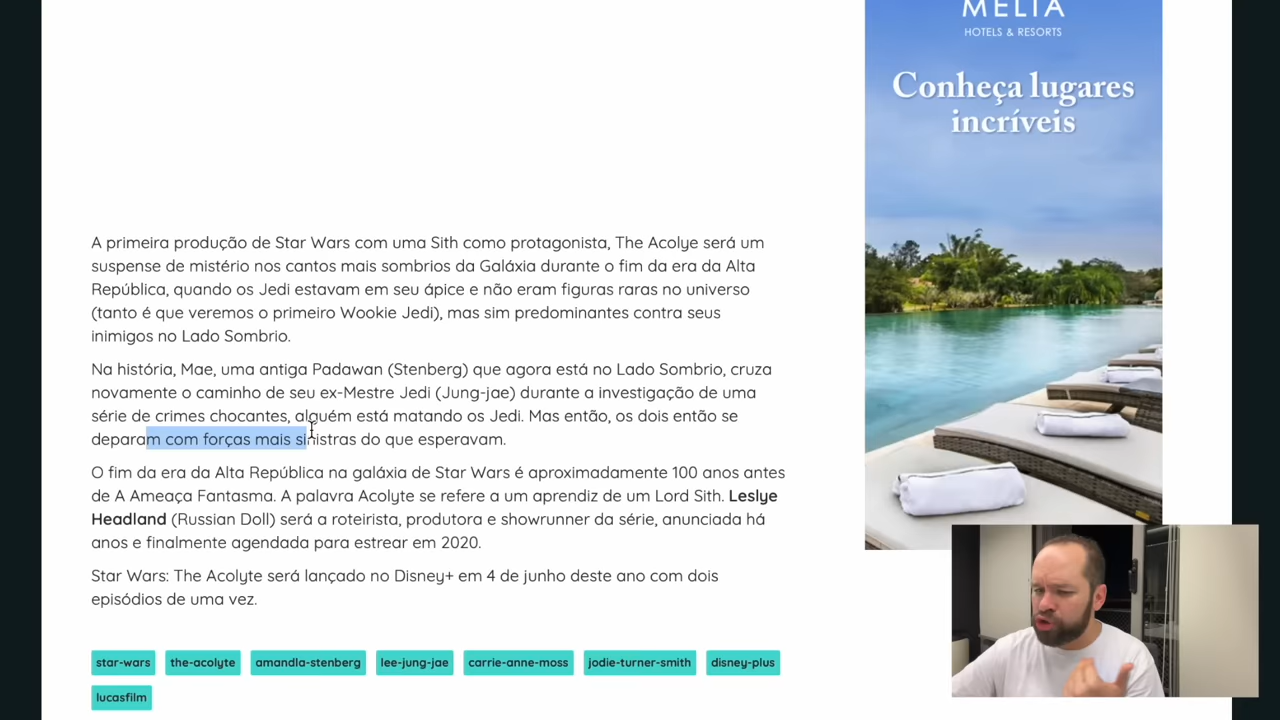 MELIÁ
HOTELS & RESORTS
Conheça lugares
incríveis
A primeira produção de Star Wars com uma Sith como protagonista, The Acolye será um
suspense de mistério nos cantos mais sombrios da Galáxia durante o fim da era da Alta
República, quando os Jedi estavam em seu ápice e não eram figuras raras no universo
(tanto é que veremos o primeiro Wookie Jedi), mas sim predominantes contra seus
inimigos no Lado Sombrio.
Na história, Mae, uma antiga Padawan (Stenberg) que agora está no Lado Sombrio, cruza
novamente o caminho de seu ex-Mestre Jedi (Jung-jae) durante a investigação de uma
série de crimes chocantes, alguém está matando os Jedi. Mas então, os dois então se
deparam com forças mais sinistras do que esperavam.
O fim da era da Alta República na galáxia de Star Wars é aproximadamente 100 anos antes
de A Ameaça Fantasma. A palavra Acolyte se refere a um aprendiz de um Lord Sith. Leslye
Headland (Russian Doll) será a roteirista, produtora e showrunner da série, anunciada há
anos e finalmente agendada para estrear em 2020.
Star Wars: The Acolyte será lançado no Disney+ em 4 de junho deste ano com dois
episódios de uma vez.
star-wars the-acolyte amandla-stenberg lee-jung-jae carrie-anne-moss jodie-turner-smith disney-plus
lucasfilm